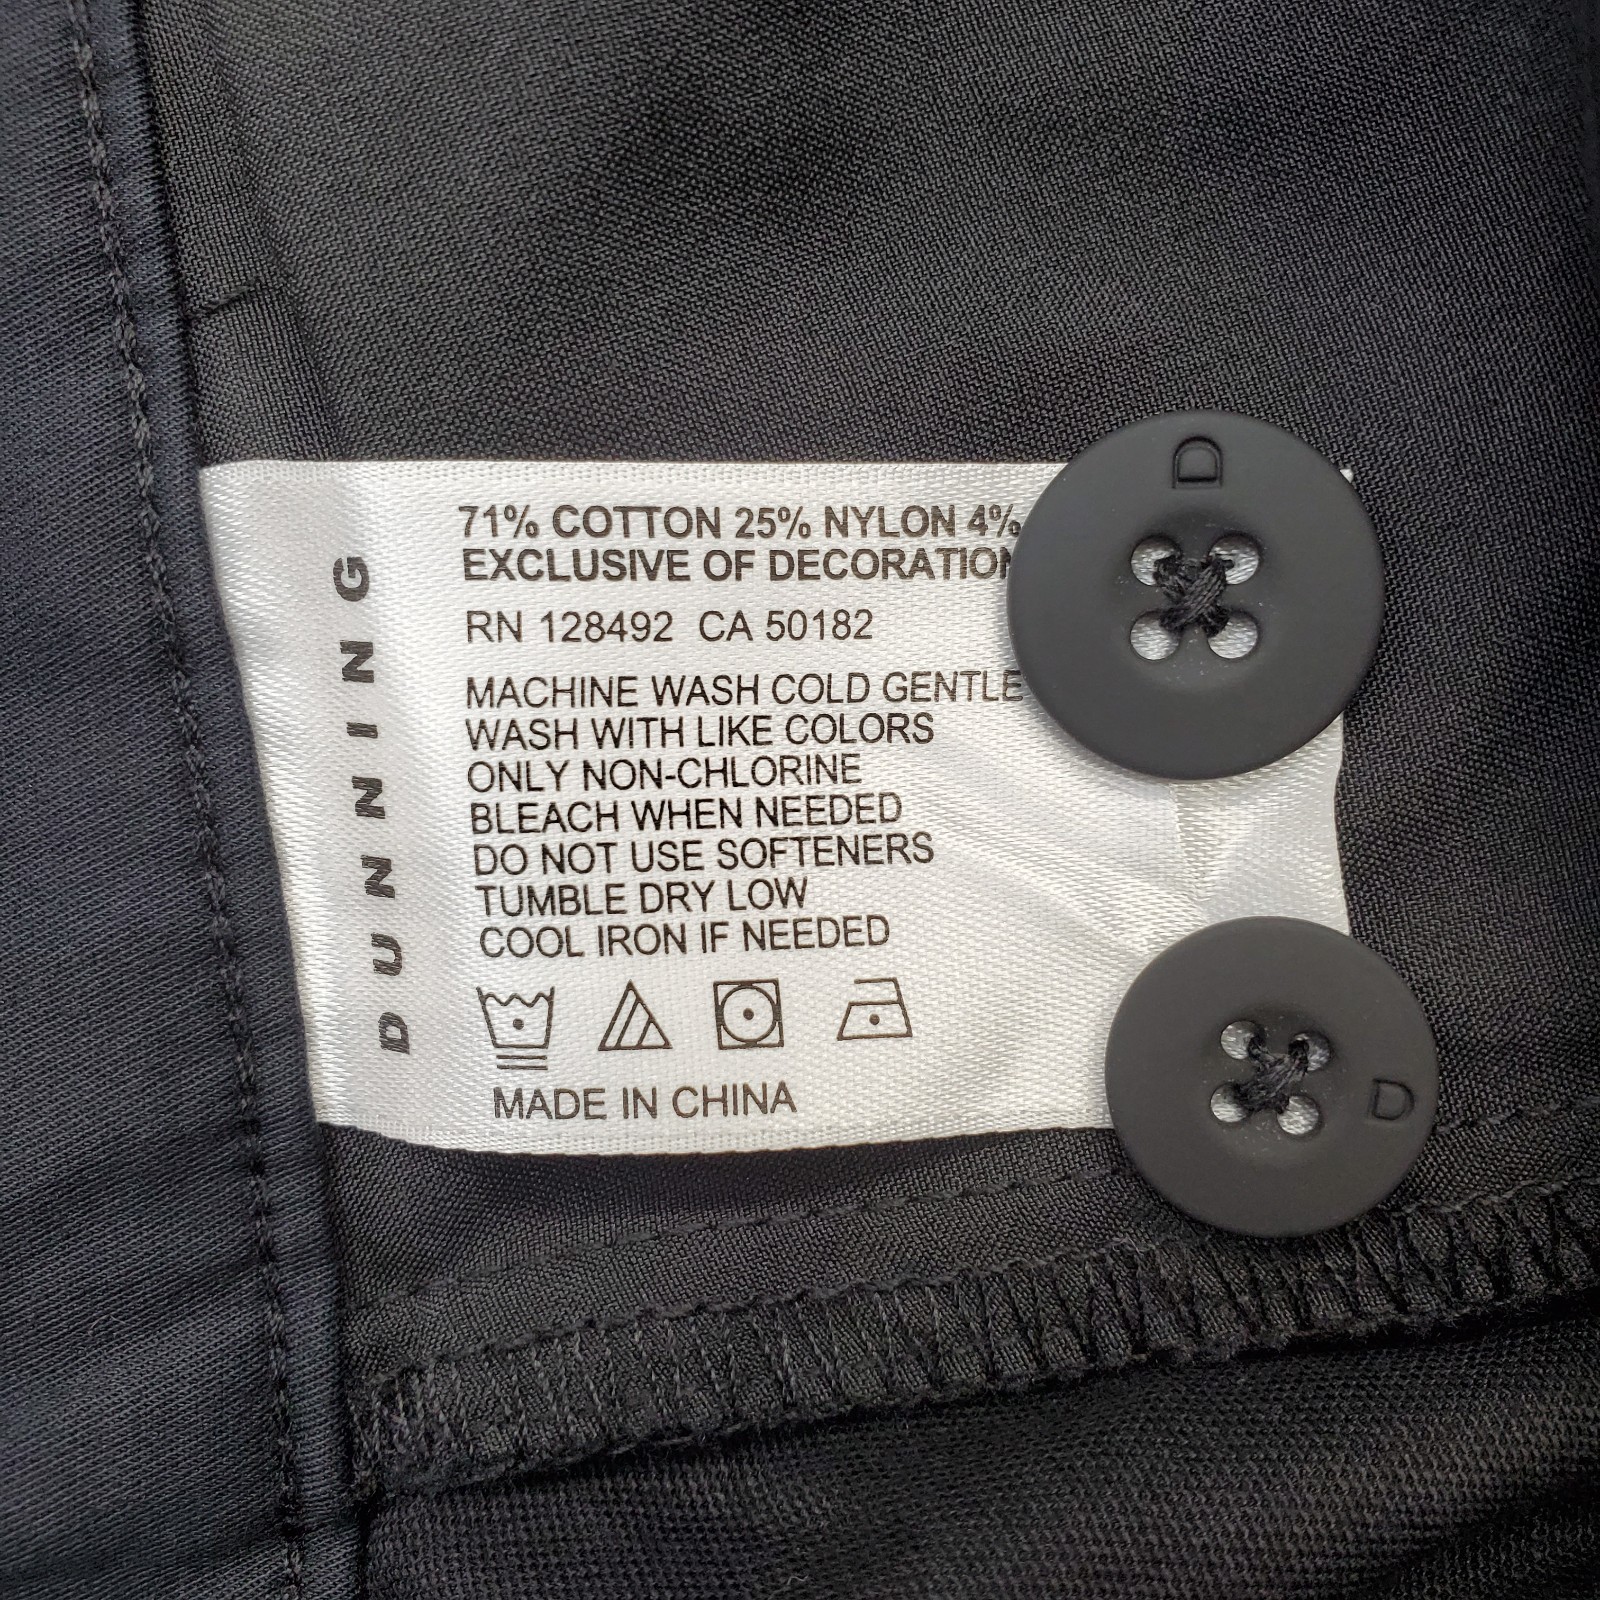 DUNNING
71% COTTON 25% NYLON 4%
EXCLUSIVE OF
RN 128492 CA 50182
MACHINE WASH COLD GENTLE
WASH WITH LIKE COLORS
ONLY NON-CHLORINE
BLEACH WHEN NEEDED
DO NOT USE SOFTENERS
TUMBLE DRY LOW
COOL IRON IF NEEDED
MADE IN CHINA
D
D